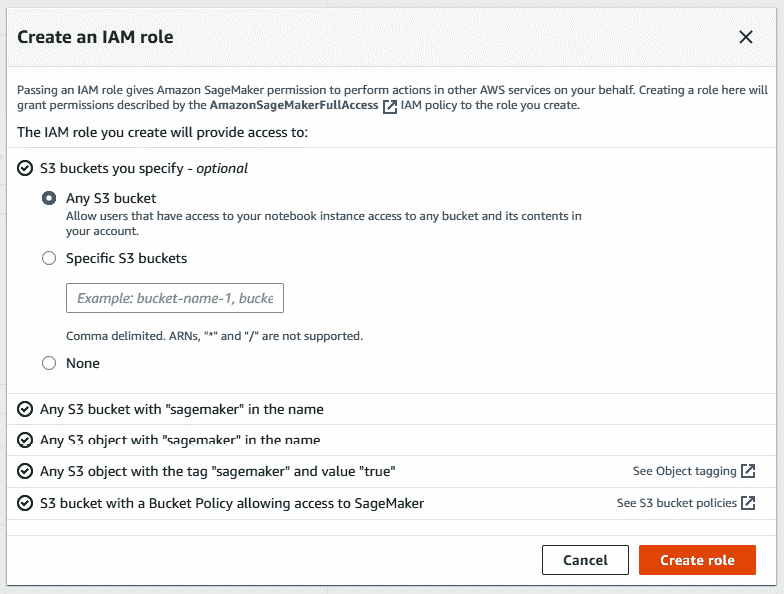 Create an IAM role
Passing an IAM role gives Amazon SageMaker permission to perform actions in other AWS services on your behalf. Creating a role here will
grant permissions described by the AmazonSageMakerFullAccess IAM policy to the role you create.
The IAM role you create will provide access to:
S3 buckets you specify - optional
Any S3 bucket
Allow users that have access to your notebook instance access to any bucket and its contents in
your account.
Specific S3 buckets
Example: bucket-name-1, bucke
Comma delimited. ARNs, "*" and "/" are not supported.
None
Any S3 bucket with "sagemaker" in the name
Any S3 object with "sagemaker" in the name
Any S3 object with the tag "sagemaker" and value "true" See Object tagging
S3 bucket with a Bucket Policy allowing access to SageMaker See S3 bucket policies
Cancel Create role